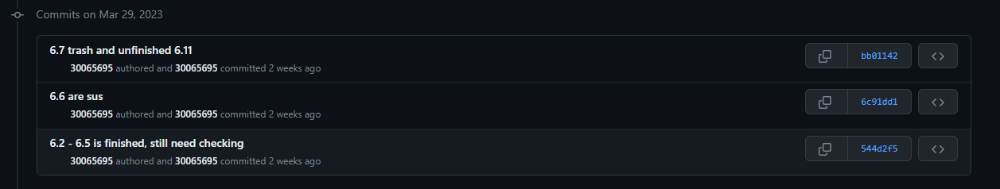 Commits on Mar 29, 2023
6.7 trash and unfinished 6.11
bb01142
30065695 authored and 30065695 committed 2 weeks ago
6.6 are sus
6c91dd1
30065695 authored and 30065695 committed 2 weeks ago
6.2 - 6.5 is finished, still need checking
544d2f5
30065695 authored and 30065695 committed 2 weeks ago